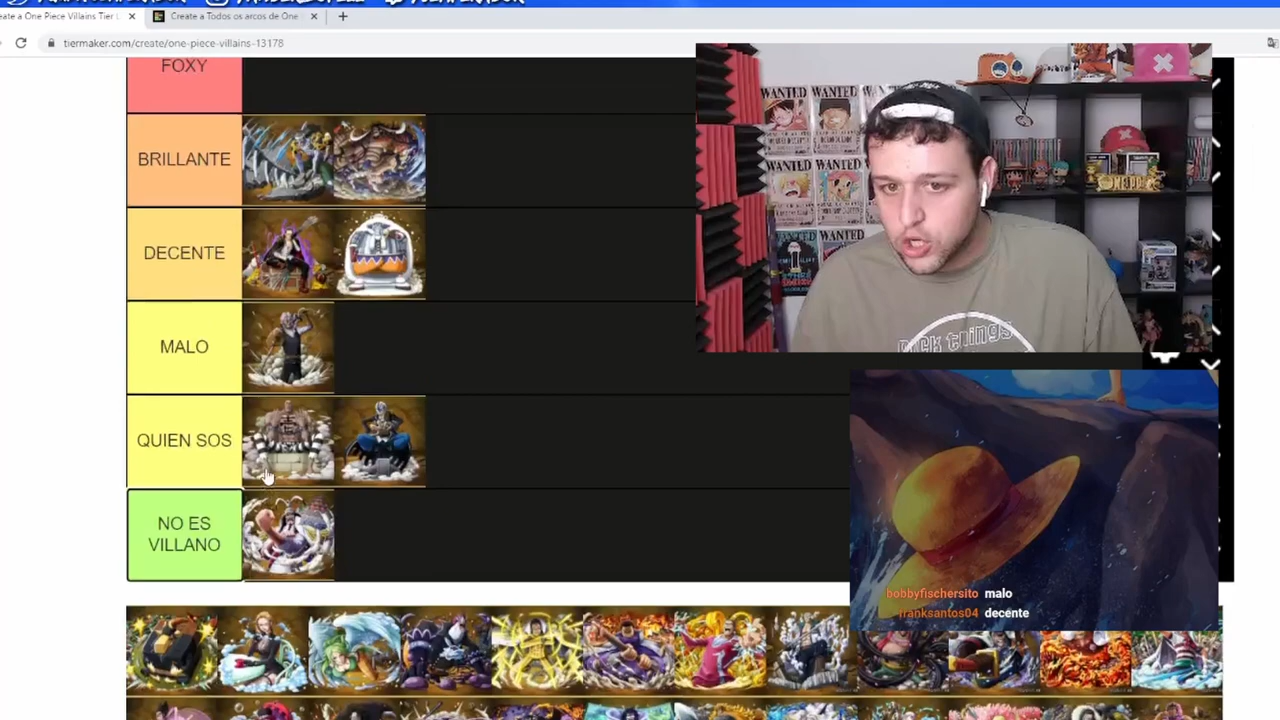 eate a One Piece Villains Tier L
Create a Todos os arcos de One
tiermaker.com/create/one-piece-villains-13178
FOXY
BRILLANTE
DECENTE
MALO
QUIEN SOS
NO ES
VILLANO
WANTED WANTED
WANTED WANTED
WANTED
bobbyfischersito malo
franksantos04 decente